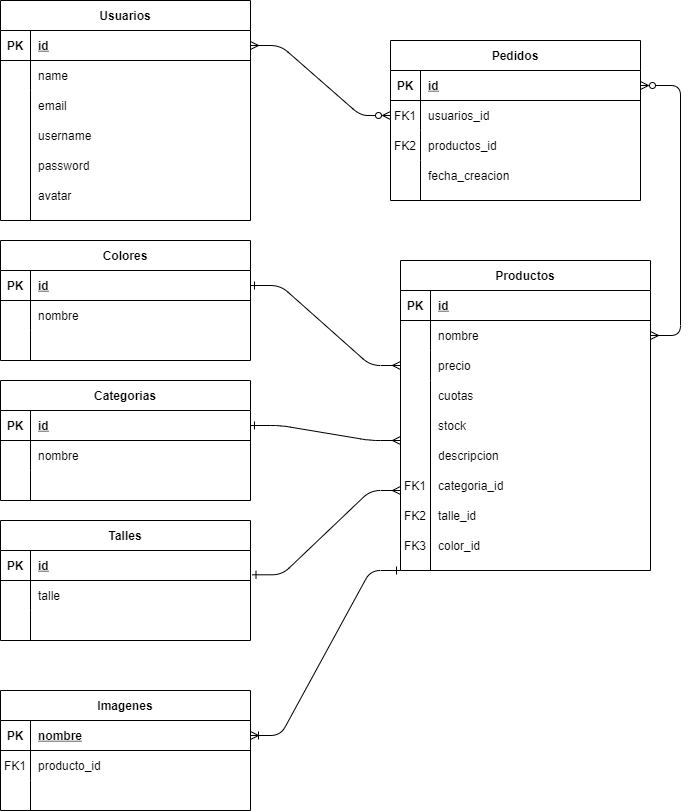 Usuarios
PK id
name
email
username
password
avatar
Pedidos
PK id
FK1 usuarios_id
FK2 productos_id
fecha_creacion
Colores
PK id
nombre
Productos
PK id
nombre
precio
cuotas
stock
descripcion
FK1 categoria_id
FK2 talle_id
FK3 color_id
Categorias
PK id
nombre
Talles
PK id
talle
Imagenes
PK nombre
FK1 producto_id